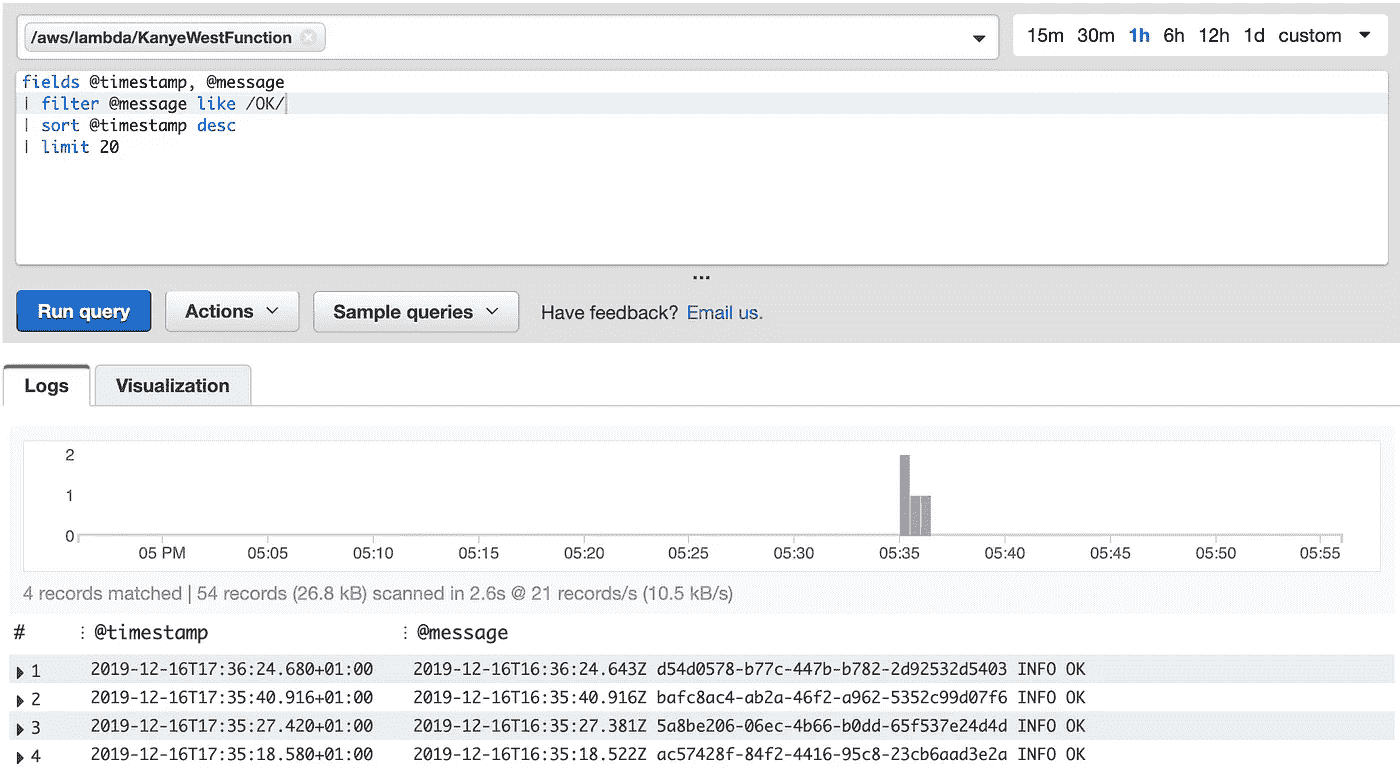 /aws/lambda/KanyeWestFunction 15m 30m 1h 6h 12h 1d custom
fields @timestamp, @message
| filter @message like /OK/
| sort @timestamp desc
| limit 20
...
Run query Actions Sample queries Have feedback? Email us.
Logs Visualization
2
1
0
05 PM 05:05 05:10 05:15 05:20 05:25 05:30 05:35 05:40 05:45 05:50 05:55
4 records matched | 54 records (26.8 kB) scanned in 2.6s @ 21 records/s (10.5 kB/s)
# : @timestamp : @message
1 2019-12-16T17:36:24.680+01:00 2019-12-16T16:36:24.643Z d54d0578-b77c-447b-b782-2d92532d5403 INFO OK
2 2019-12-16T17:35:40.916+01:00 2019-12-16T16:35:40.916Z bafc8ac4-ab2a-46f2-a962-5352c99d07f6 INFO OK
3 2019-12-16T17:35:27.420+01:00 2019-12-16T16:35:27.381Z 5a8be206-06ec-4b66-b0dd-65f537e24d4d INFO OK
4 2019-12-16T17:35:18.580+01:00 2019-12-16T16:35:18.522Z ac57428f-84f2-4416-95c8-23cb6aad3e2a INFO OK